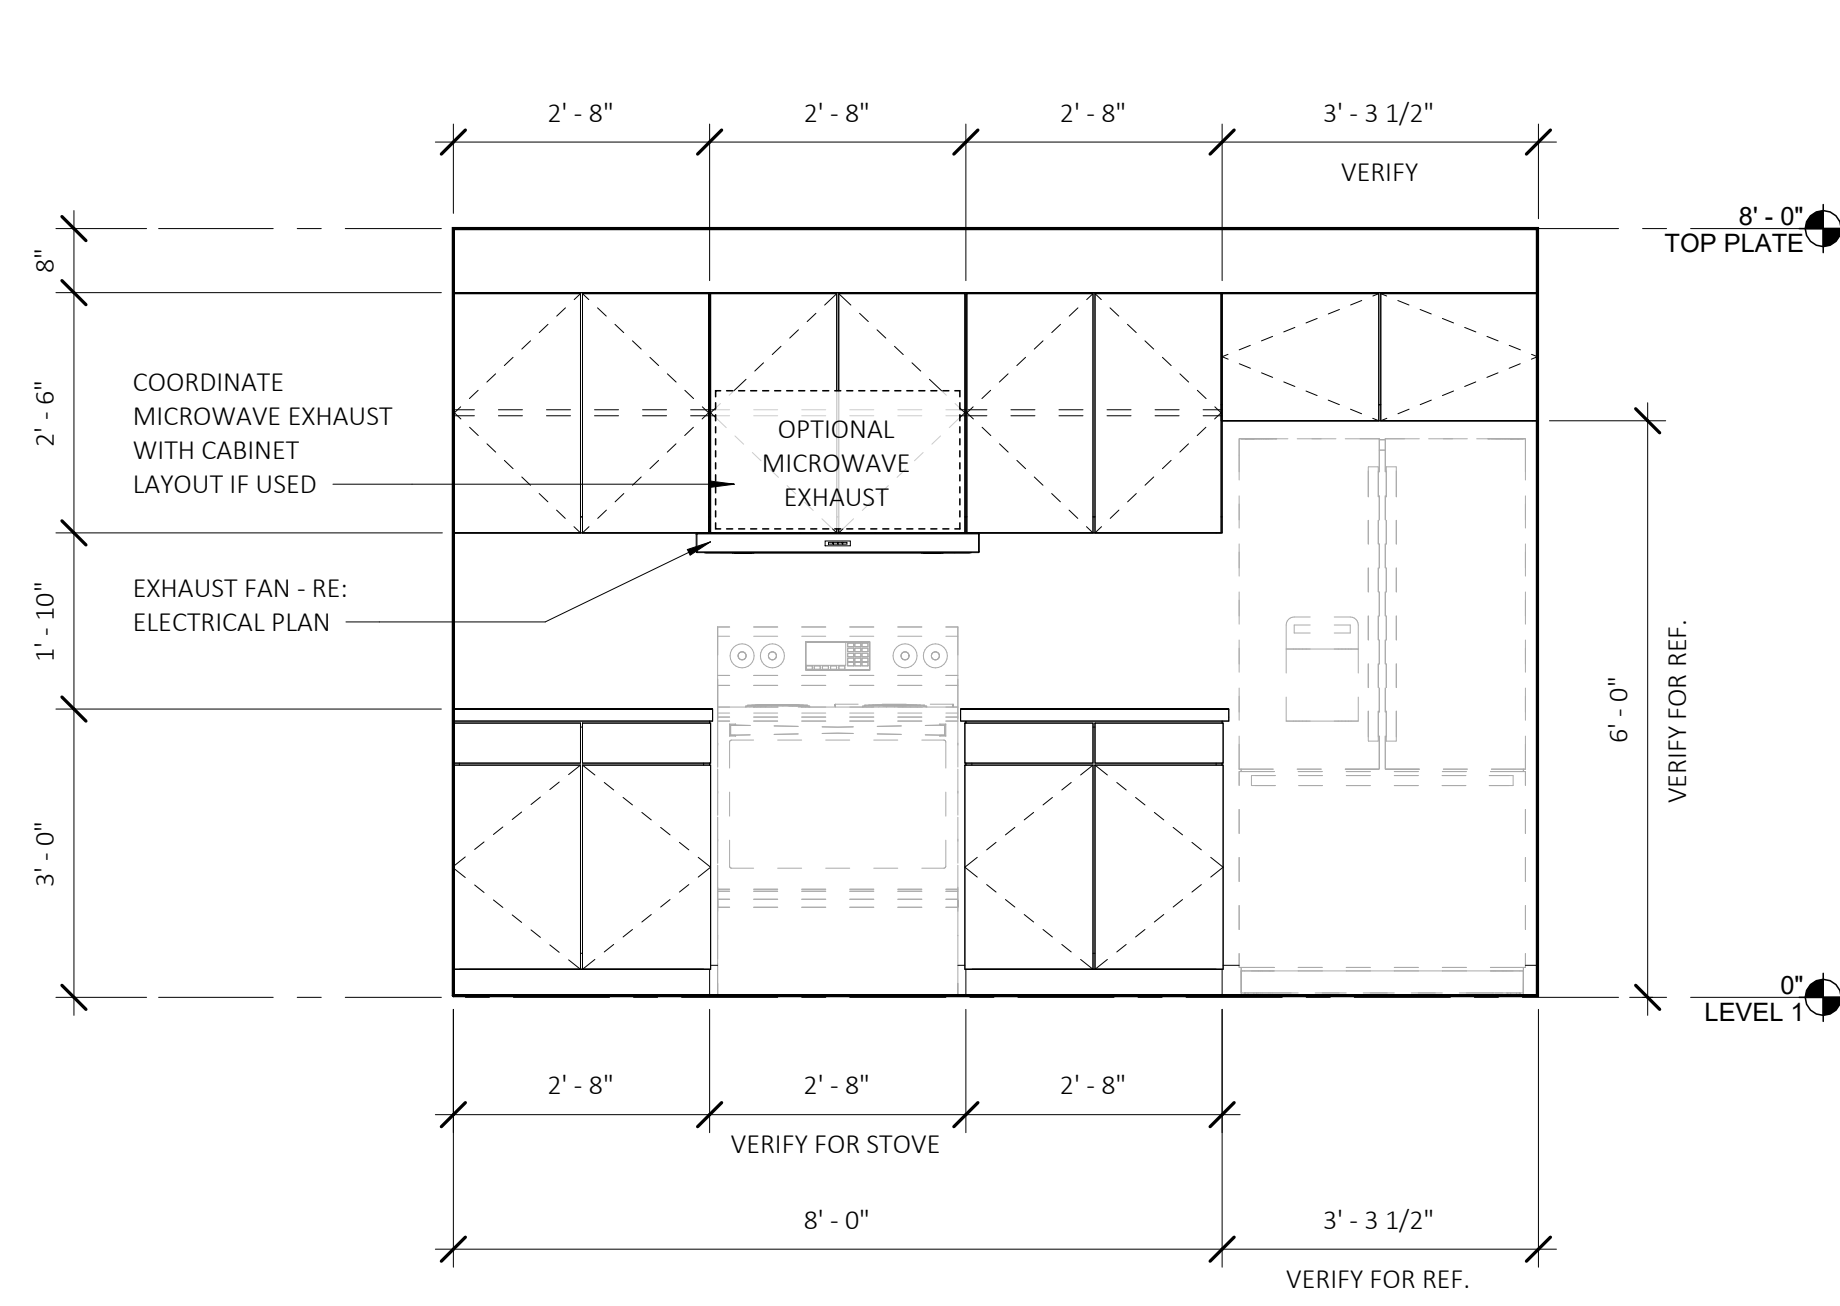 2' - 8"
2' - 8"
2' - 8"
3' - 3 1/2"
VERIFY
8' - 0"
TOP PLATE
8"
2' - 6"
1' - 10"
3' - 0"
COORDINATE
MICROWAVE EXHAUST
WITH CABINET
LAYOUT IF USED
OPTIONAL
MICROWAVE
EXHAUST
EXHAUST FAN - RE:
ELECTRICAL PLAN
6' - 0"
VERIFY FOR REF.
0"
LEVEL 1
2' - 8"
2' - 8"
2' - 8"
VERIFY FOR STOVE
8' - 0"
3' - 3 1/2"
VERIFY FOR REF.